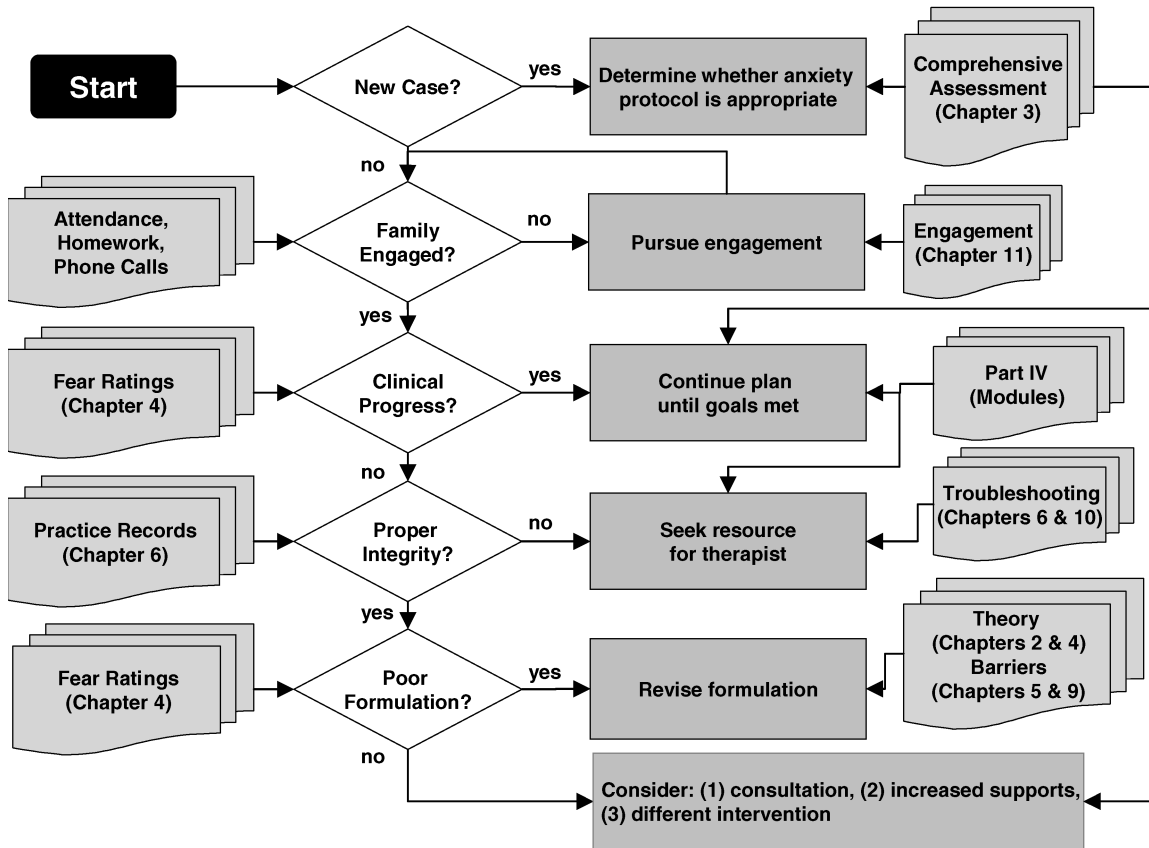 Start
New Case?
yes
Determine whether anxiety
protocol is appropriate
Comprehensive
Assessment
(Chapter 3)
no
Attendance,
Homework,
Phone Calls
Family
Engaged?
no
Pursue engagement
Engagement
(Chapter 11)
yes
Fear Ratings
(Chapter 4)
Clinical
Progress?
yes
Continue plan
until goals met
Part IV
(Modules)
no
Practice Records
(Chapter 6)
Proper
Integrity?
no
Seek resource
for therapist
Troubleshooting
(Chapters 6 & 10)
yes
Fear Ratings
(Chapter 4)
Poor
Formulation?
yes
Revise formulation
Theory
(Chapters 2 & 4)
Barriers
(Chapters 5 & 9)
no
Consider: (1) consultation, (2) increased supports,
(3) different intervention